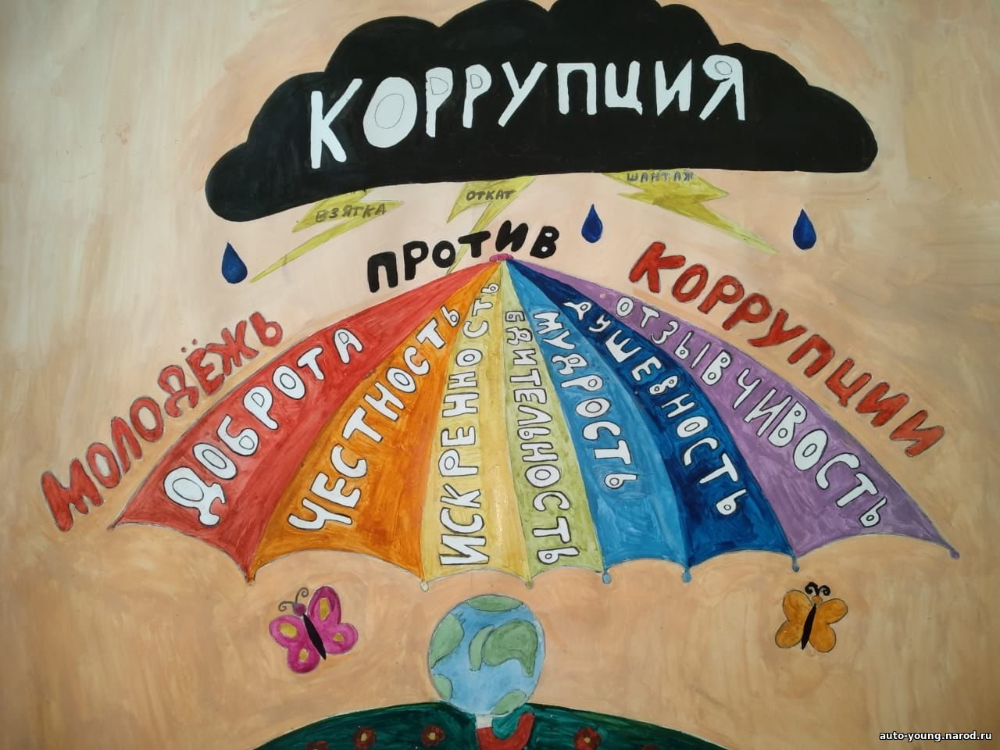 КОРРУПЦИЯ
ВЗЯТКА
ОТКАТ
ШАНТАЖ
МОЛОДЁЖЬ
ПРОТИВ
КОРРУПЦИИ
ДОБРОТА
ЧЕСТНОСТЬ
ИСКРЕННОСТЬ
БДИТЕЛЬНОСТЬ
МУДРОСТЬ
ДУШЕВНОСТЬ
ОТЗЫВЧИВОСТЬ
auto-young.narod.ru